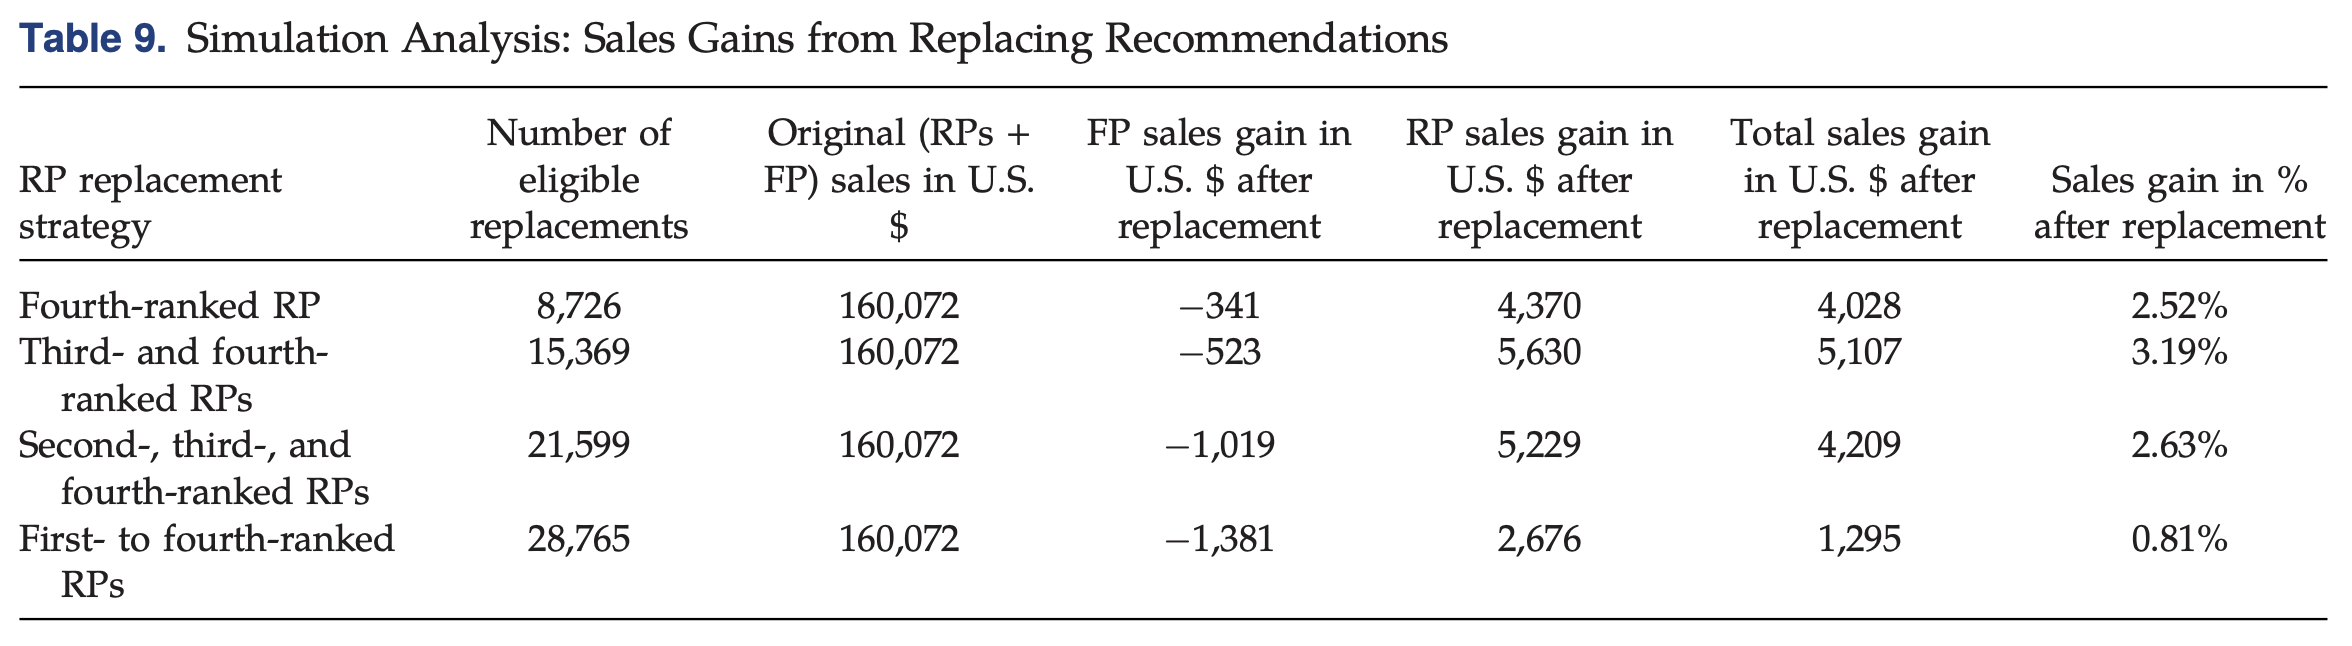 Table 9. Simulation Analysis: Sales Gains from Replacing Recommendations
RP replacement strategy | Number of eligible replacements | Original (RPs + FP) sales in U.S. $ | FP sales gain in U.S. $ after replacement | RP sales gain in U.S. $ after replacement | Total sales gain in U.S. $ after replacement | Sales gain in % after replacement
Fourth-ranked RP 8,726 160,072 −341 4,370 4,028 2.52%
Third- and fourth- 15,369 160,072 −523 5,630 5,107 3.19%
ranked RPs
Second-, third-, and 21,599 160,072 −1,019 5,229 4,209 2.63%
fourth-ranked RPs
First- to fourth-ranked 28,765 160,072 −1,381 2,676 1,295 0.81%
RPs